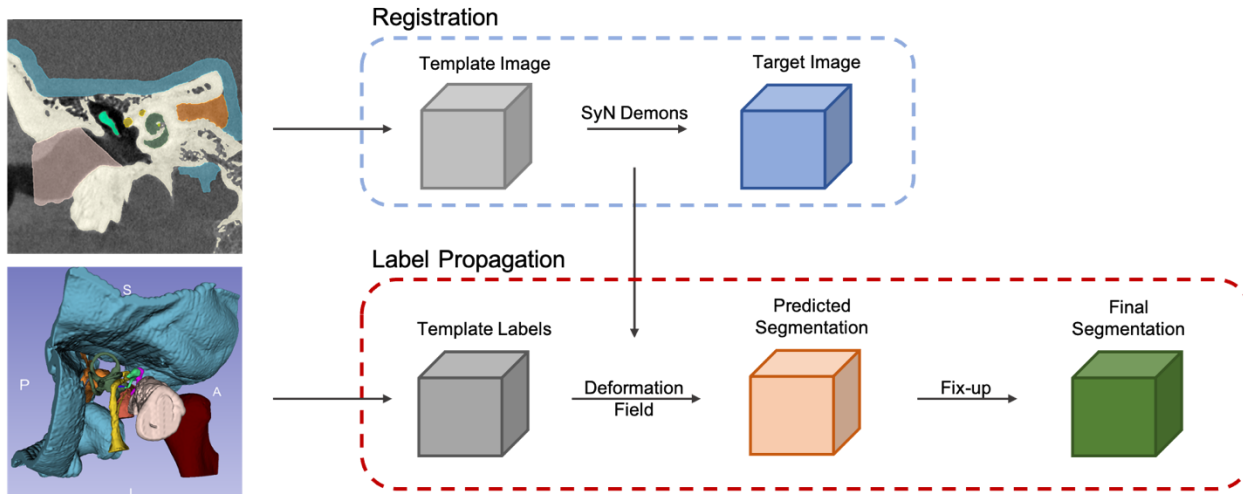 Registration
Template Image
Target Image
SyN Demons
Label Propagation
S
P
A
Template Labels
Deformation
Field
Predicted
Segmentation
Fix-up
Final
Segmentation